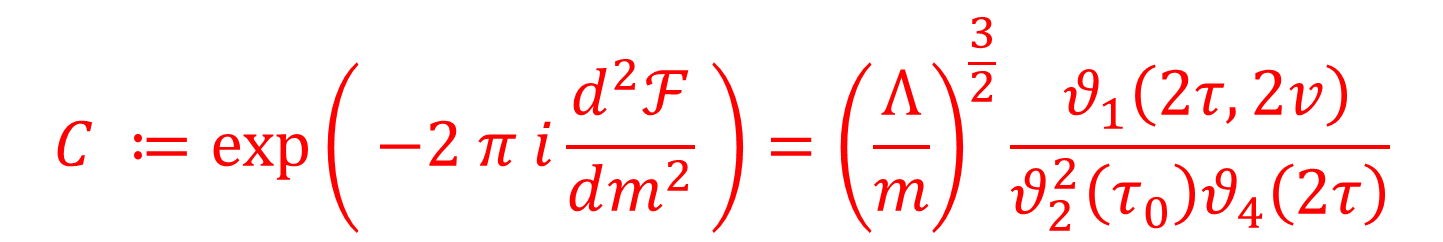 C := exp( −2 π i d²ℱ/dm² ) = (Λ/m)^(3/2) ϑ₁(2τ, 2v) / ϑ₂²(τ₀)ϑ₄(2τ)